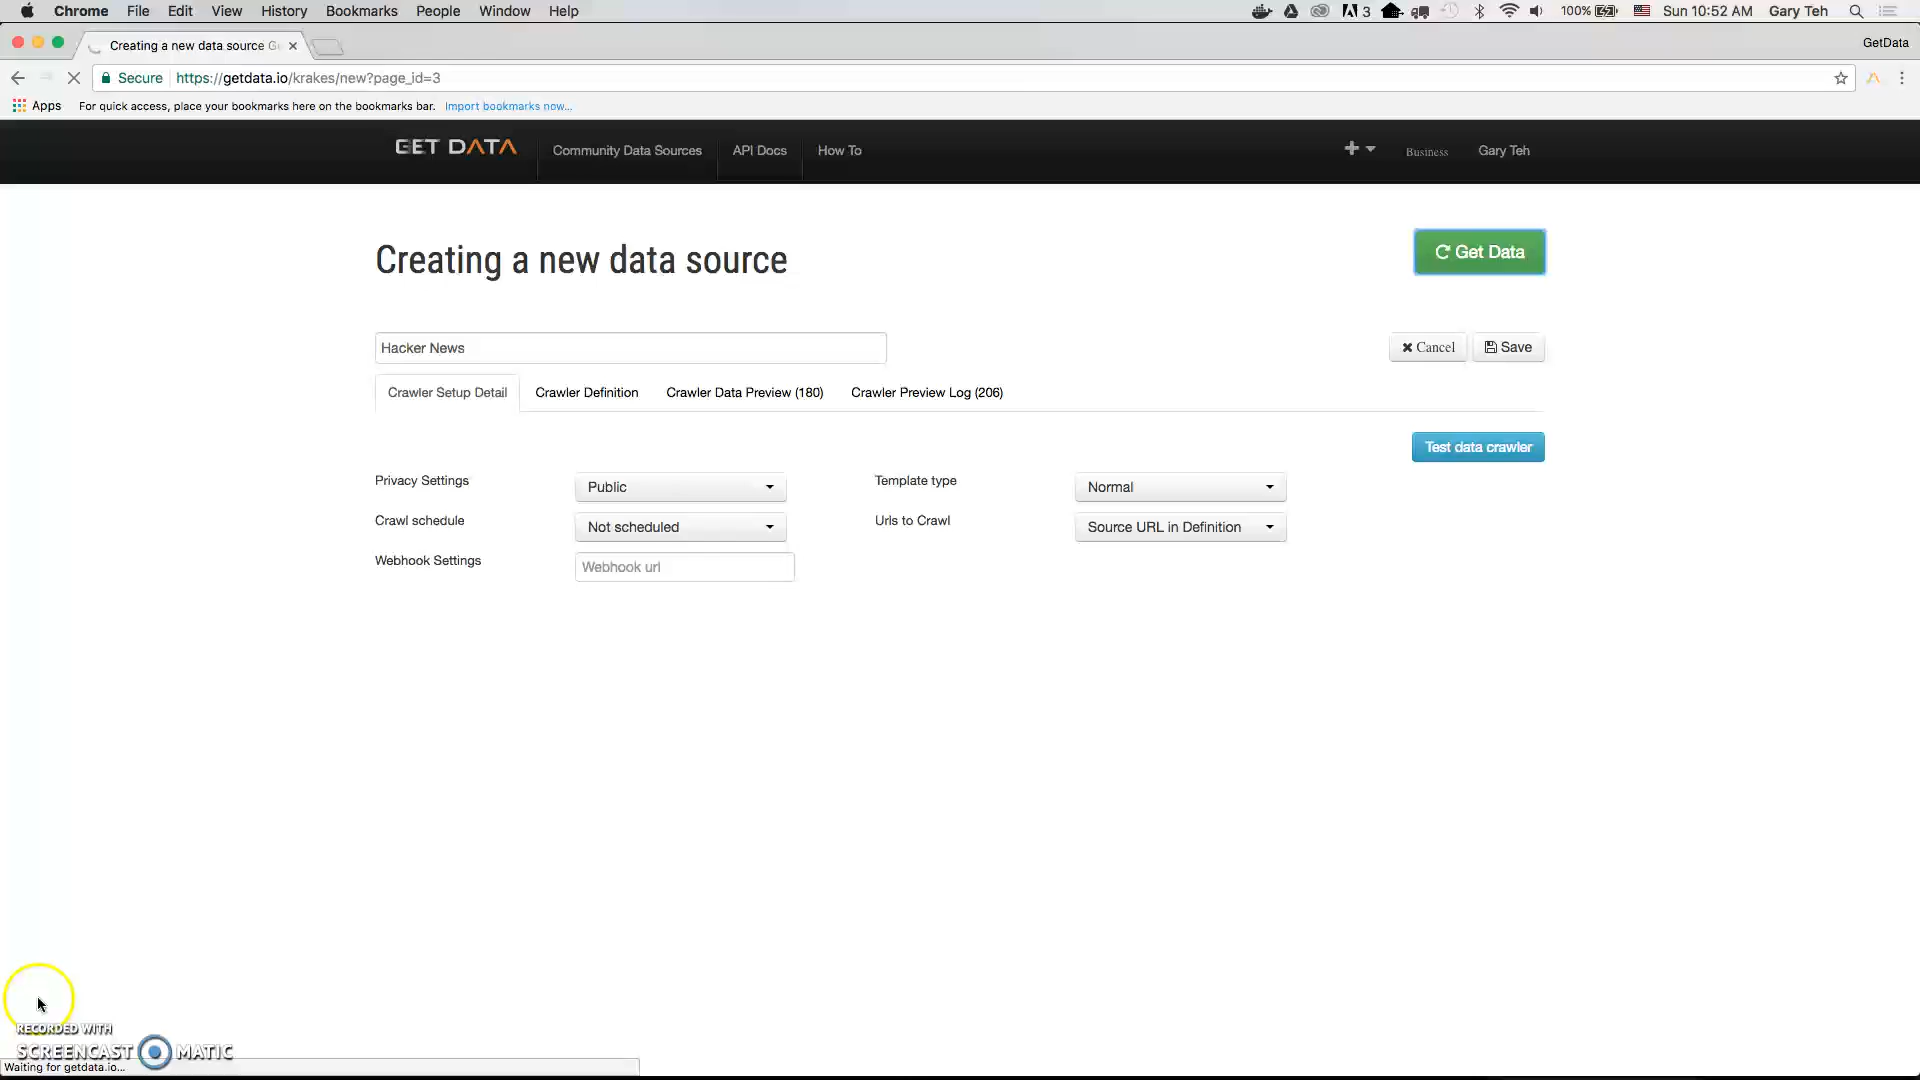 Chrome File Edit View History Bookmarks People Window Help 3 100% Sun 10:52 AM Gary Teh
Creating a new data source G
GetData
Secure https://getdata.io/krakes/new?page_id=3
Apps For quick access, place your bookmarks here on the bookmarks bar. Import bookmarks now...
GET DATA Community Data Sources API Docs How To Business Gary Teh
Creating a new data source
Get Data
Hacker News
Cancel Save
Crawler Setup Detail Crawler Definition Crawler Data Preview (180) Crawler Preview Log (206)
Test data crawler
Privacy Settings Public Template type Normal
Crawl schedule Not scheduled Urls to Crawl Source URL in Definition
Webhook Settings Webhook url
RECORDED WITH
SCREENCAST MATIC
Waiting for getdata.io...